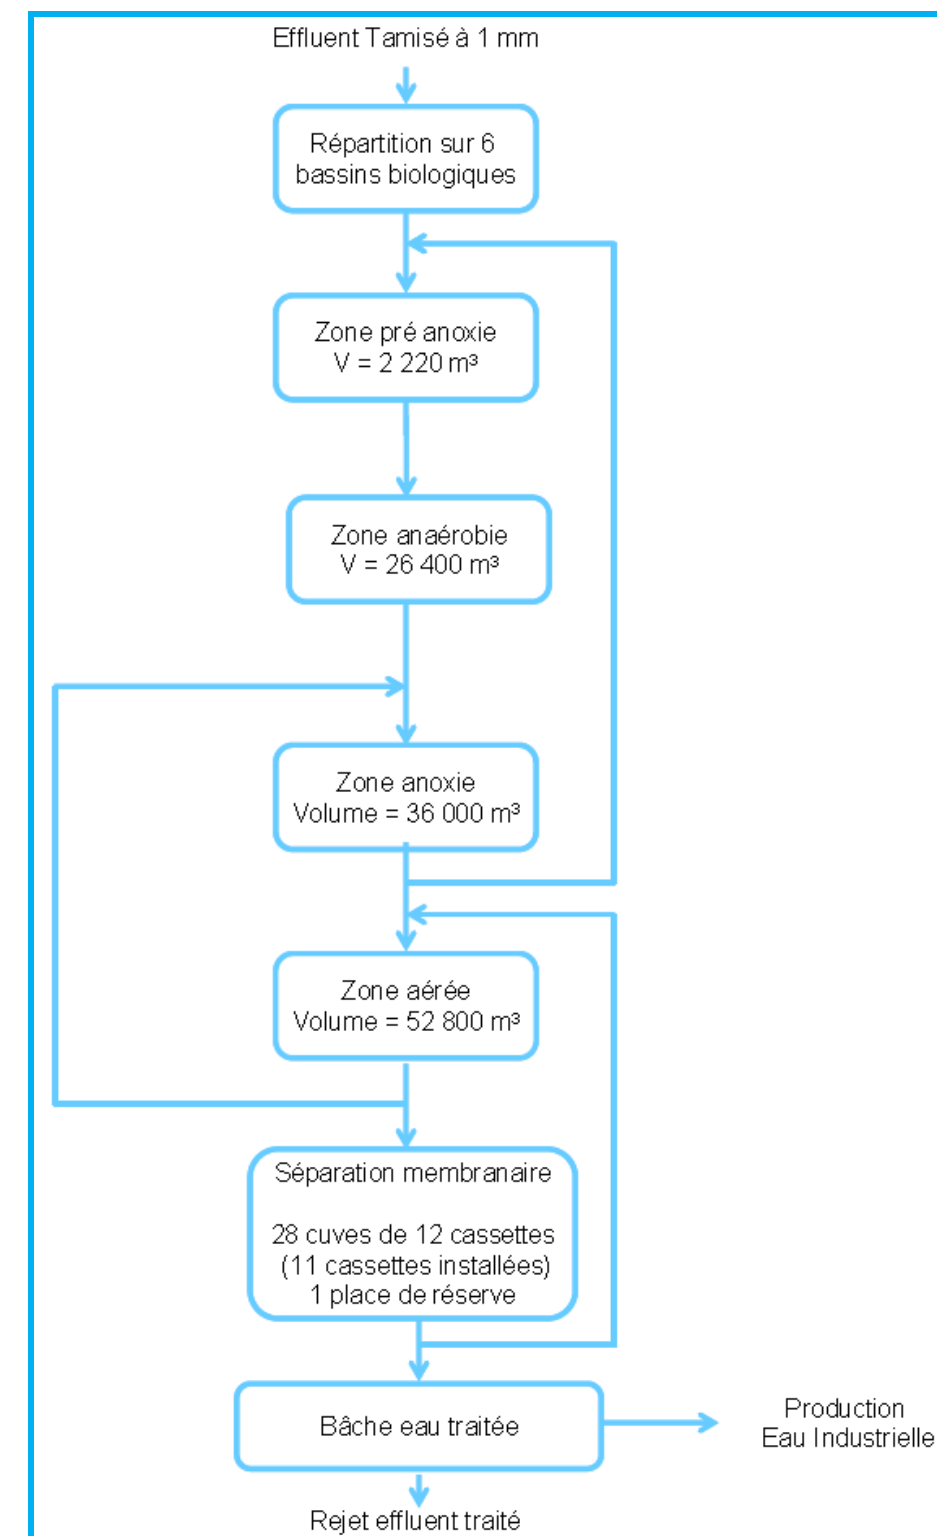 Effluent Tamisé à 1 mm
Répartition sur 6
bassins biologiques
Zone pré anoxie
V = 2 220 m³
Zone anaérobie
V = 26 400 m³
Zone anoxie
Volume = 36 000 m³
Zone aérée
Volume = 52 800 m³
Séparation membranaire
28 cuves de 12 cassettes
(11 cassettes installées)
1 place de réserve
Bâche eau traitée
Production
Eau Industrielle
Rejet effluent traité